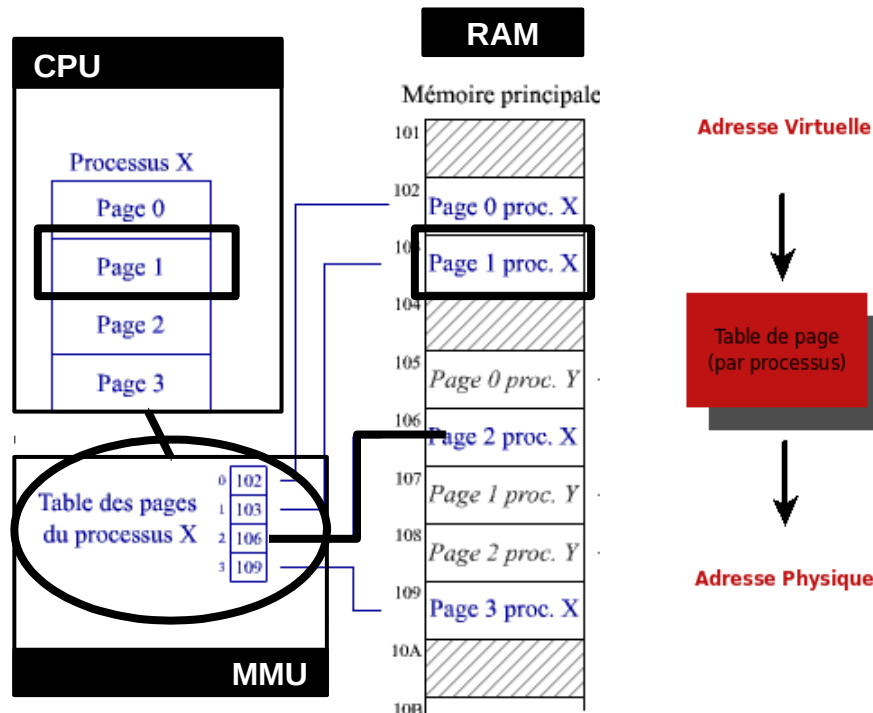 CPU
Processus X
Page 0
Page 1
Page 2
Page 3
Table des pages
du processus X
0 102
1 103
2 106
3 109
MMU
RAM
Mémoire principale
101
102
Page 0 proc. X
Page 1 proc. X
104
105
Page 0 proc. Y
106
Page 2 proc. X
107
Page 1 proc. Y
108
Page 2 proc. Y
109
Page 3 proc. X
10A
10B
Adresse Virtuelle
Table de page
(par processus)
Adresse Physique